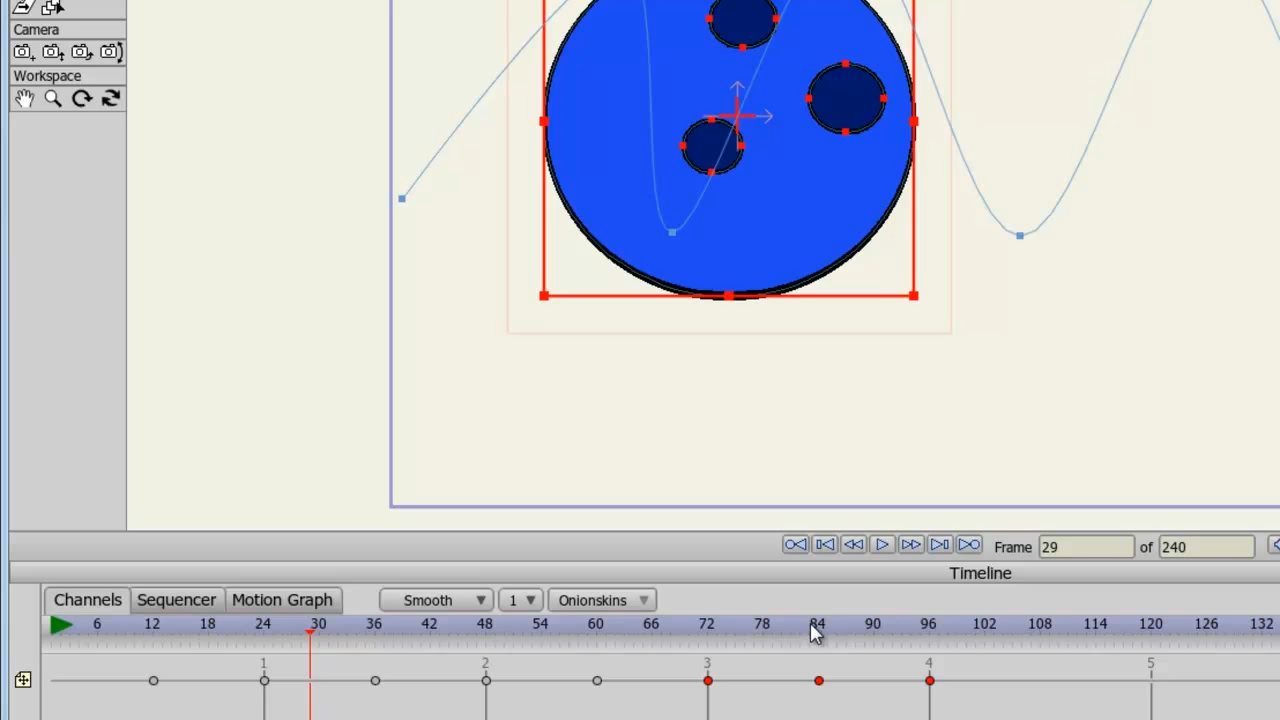 Camera
Workspace
Frame 29 of 240
Timeline
Channels Sequencer Motion Graph Smooth 1 Onionskins
6 12 18 24 30 36 42 48 54 60 66 72 78 84 90 96 102 108 114 120 126 132
1 2 3 4 5